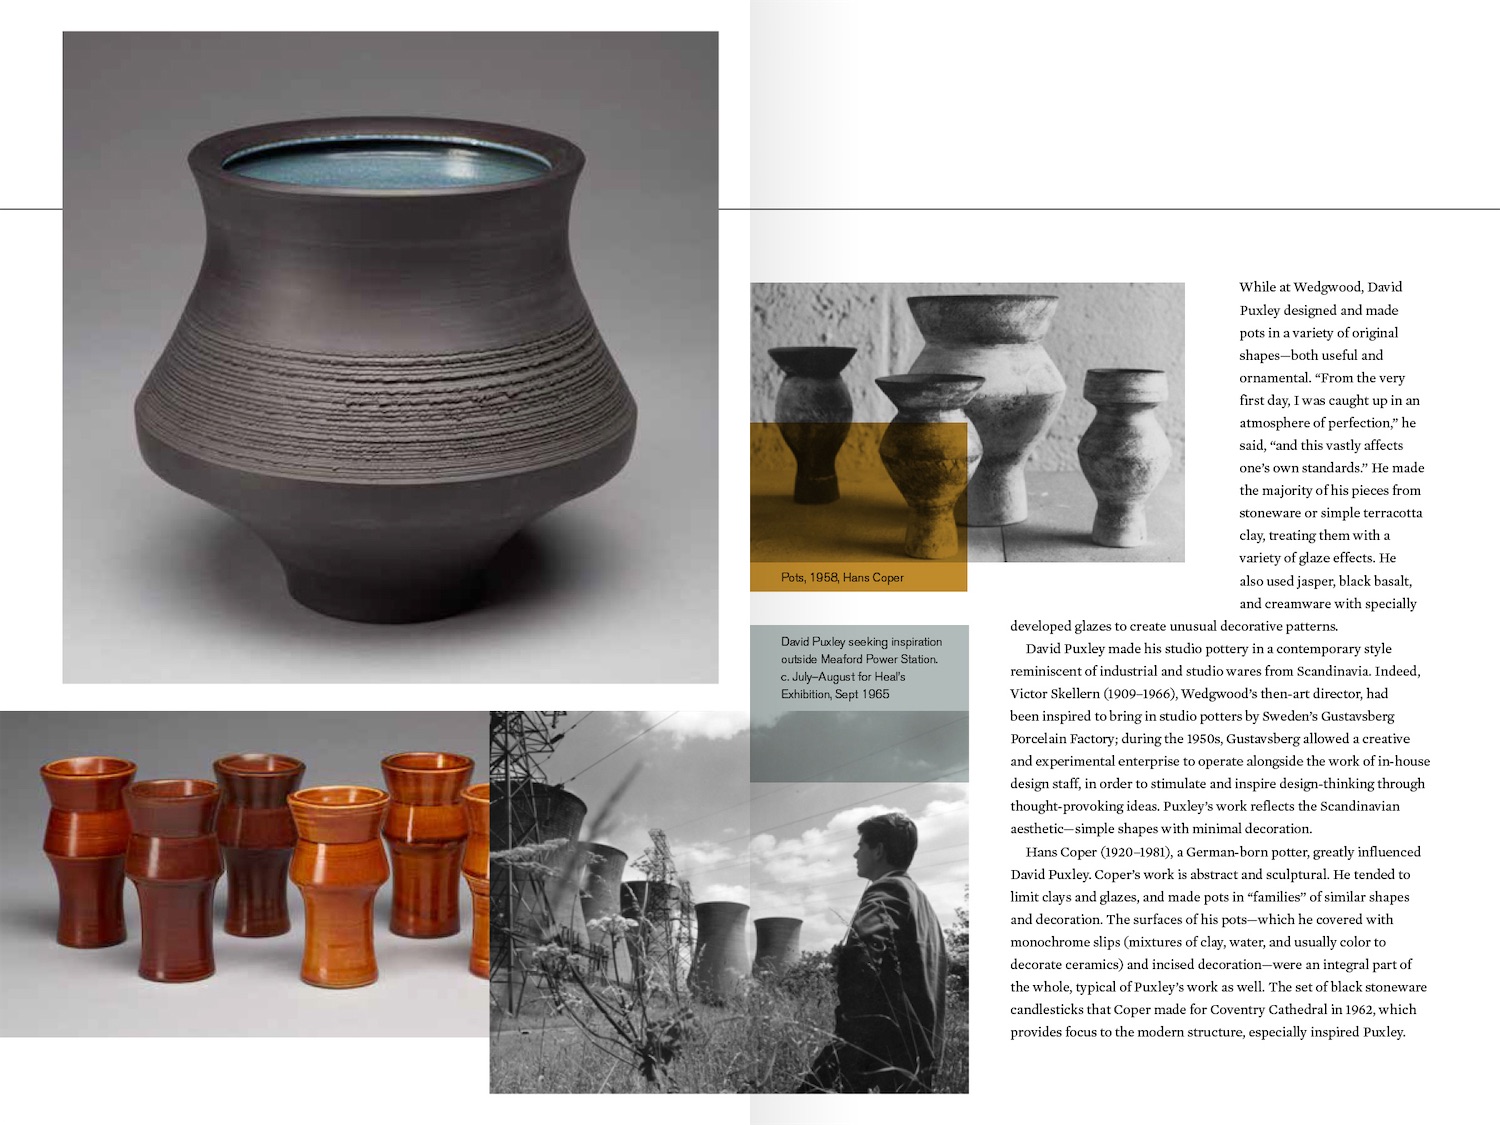 Pots, 1958, Hans Coper
David Puxley seeking inspiration
outside Meaford Power Station.
c. July–August for Heal's
Exhibition, Sept 1965
While at Wedgwood, David
Puxley designed and made
pots in a variety of original
shapes—both useful and
ornamental. “From the very
first day, I was caught up in an
atmosphere of perfection,” he
said, “and this vastly affects
one’s own standards.” He made
the majority of his pieces from
stoneware or simple terracotta
clay, treating them with a
variety of glaze effects. He
also used jasper, black basalt,
and creamware with specially
developed glazes to create unusual decorative patterns.
David Puxley made his studio pottery in a contemporary style
reminiscent of industrial and studio wares from Scandinavia. Indeed,
Victor Skellern (1909–1966), Wedgwood’s then-art director, had
been inspired to bring in studio potters by Sweden’s Gustavsberg
Porcelain Factory; during the 1950s, Gustavsberg allowed a creative
and experimental enterprise to operate alongside the work of in-house
design staff, in order to stimulate and inspire design-thinking through
thought-provoking ideas. Puxley’s work reflects the Scandinavian
aesthetic—simple shapes with minimal decoration.
Hans Coper (1920–1981), a German-born potter, greatly influenced
David Puxley. Coper’s work is abstract and sculptural. He tended to
limit clays and glazes, and made pots in “families” of similar shapes
and decoration. The surfaces of his pots—which he covered with
monochrome slips (mixtures of clay, water, and usually color to
decorate ceramics) and incised decoration—were an integral part of
the whole, typical of Puxley’s work as well. The set of black stoneware
candlesticks that Coper made for Coventry Cathedral in 1962, which
provides focus to the modern structure, especially inspired Puxley.